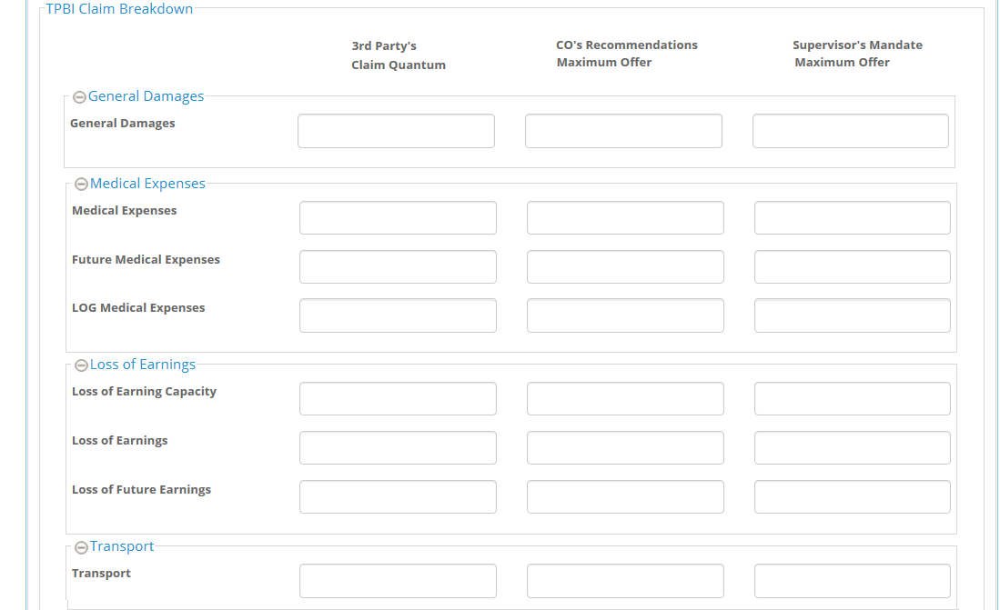 TPBI Claim Breakdown
3rd Party's
Claim Quantum
CO's Recommendations
Maximum Offer
Supervisor's Mandate
Maximum Offer
General Damages
General Damages
Medical Expenses
Medical Expenses
Future Medical Expenses
LOG Medical Expenses
Loss of Earnings
Loss of Earning Capacity
Loss of Earnings
Loss of Future Earnings
Transport
Transport